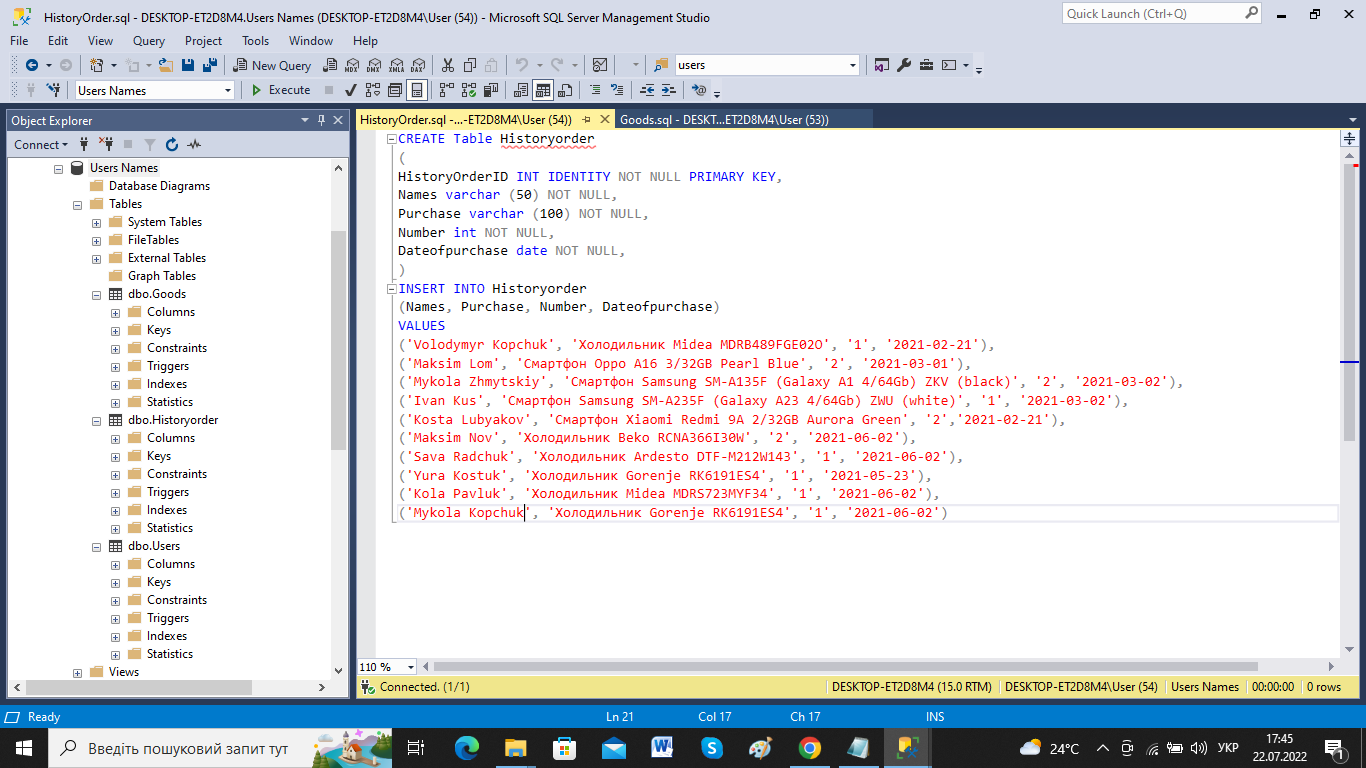 HistoryOrder.sql - DESKTOP-ET2D8M4.Users Names (DESKTOP-ET2D8M4\User (54)) - Microsoft SQL Server Management Studio
Quick Launch (Ctrl+Q)
File Edit View Query Project Tools Window Help
New Query MDX DMX XMLA DAX users
Users Names Execute
Object Explorer
Connect
Users Names
Database Diagrams
Tables
System Tables
FileTables
External Tables
Graph Tables
dbo.Goods
Columns
Keys
Constraints
Triggers
Indexes
Statistics
dbo.Historyorder
Columns
Keys
Constraints
Triggers
Indexes
Statistics
dbo.Users
Columns
Keys
Constraints
Triggers
Indexes
Statistics
Views
HistoryOrder.sql -...-ET2D8M4\User (54)) Goods.sql - DESKT...ET2D8M4\User (53))
CREATE Table Historyorder
(
HistoryOrderID INT IDENTITY NOT NULL PRIMARY KEY,
Names varchar (50) NOT NULL,
Purchase varchar (100) NOT NULL,
Number int NOT NULL,
Dateofpurchase date NOT NULL,
)
INSERT INTO Historyorder
(Names, Purchase, Number, Dateofpurchase)
VALUES
('Volodymyr Kopchuk', 'Холодильник Midea MDRB489FGE02O', '1', '2021-02-21'),
('Maksim Lom', 'Смартфон Oppo A16 3/32GB Pearl Blue', '2', '2021-03-01'),
('Mykola Zhmytskiy', 'Смартфон Samsung SM-A135F (Galaxy A1 4/64Gb) ZKV (black)', '2', '2021-03-02'),
('Ivan Kus', 'Смартфон Samsung SM-A235F (Galaxy A23 4/64Gb) ZWU (white)', '1', '2021-03-02'),
('Kosta Lubyakov', 'Смартфон Xiaomi Redmi 9A 2/32GB Aurora Green', '2','2021-02-21'),
('Maksim Nov', 'Холодильник Beko RCNA366I30W', '2', '2021-06-02'),
('Sava Radchuk', 'Холодильник Ardesto DTF-M212W143', '1', '2021-06-02'),
('Yura Kostuk', 'Холодильник Gorenje RK6191ES4', '1', '2021-05-23'),
('Kola Pavluk', 'Холодильник Midea MDRS723MYF34', '1', '2021-06-02'),
('Mykola Kopchuk', 'Холодильник Gorenje RK6191ES4', '1', '2021-06-02')
110 %
Connected. (1/1) DESKTOP-ET2D8M4 (15.0 RTM) DESKTOP-ET2D8M4\User (54) Users Names 00:00:00 0 rows
Ready Ln 21 Col 17 Ch 17 INS
Введіть пошуковий запит тут 24°C УКР 17:45
22.07.2022 1